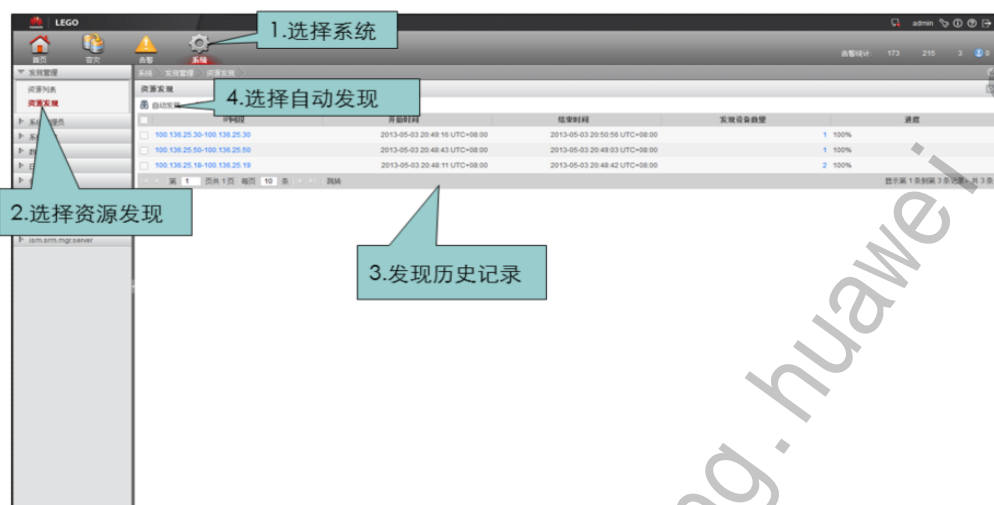 LEGO
admin
1.选择系统
首页
容灾
告警
系统
告警统计: 173 215 3 0
发现管理
系统 > 发现管理 > 资源发现 >
资源列表
资源发现
资源发现
自动发现
4.选择自动发现
IP网段 开始时间 结束时间 发现设备数量 进度
100.136.25.30-100.136.25.30 2013-05-03 20:49:16 UTC+08:00 2013-05-03 20:50:56 UTC+08:00 1 100%
100.136.25.50-100.136.25.50 2013-05-03 20:48:43 UTC+08:00 2013-05-03 20:49:03 UTC+08:00 1 100%
100.136.25.18-100.136.25.19 2013-05-03 20:48:11 UTC+08:00 2013-05-03 20:48:42 UTC+08:00 2 100%
第 1 页共1页 每页 10 条 跳转
显示第 1 条到第 3 条记录，共 3 条
2.选择资源发现
ism.srm.mgr.server
3.发现历史记录
ng.huawei